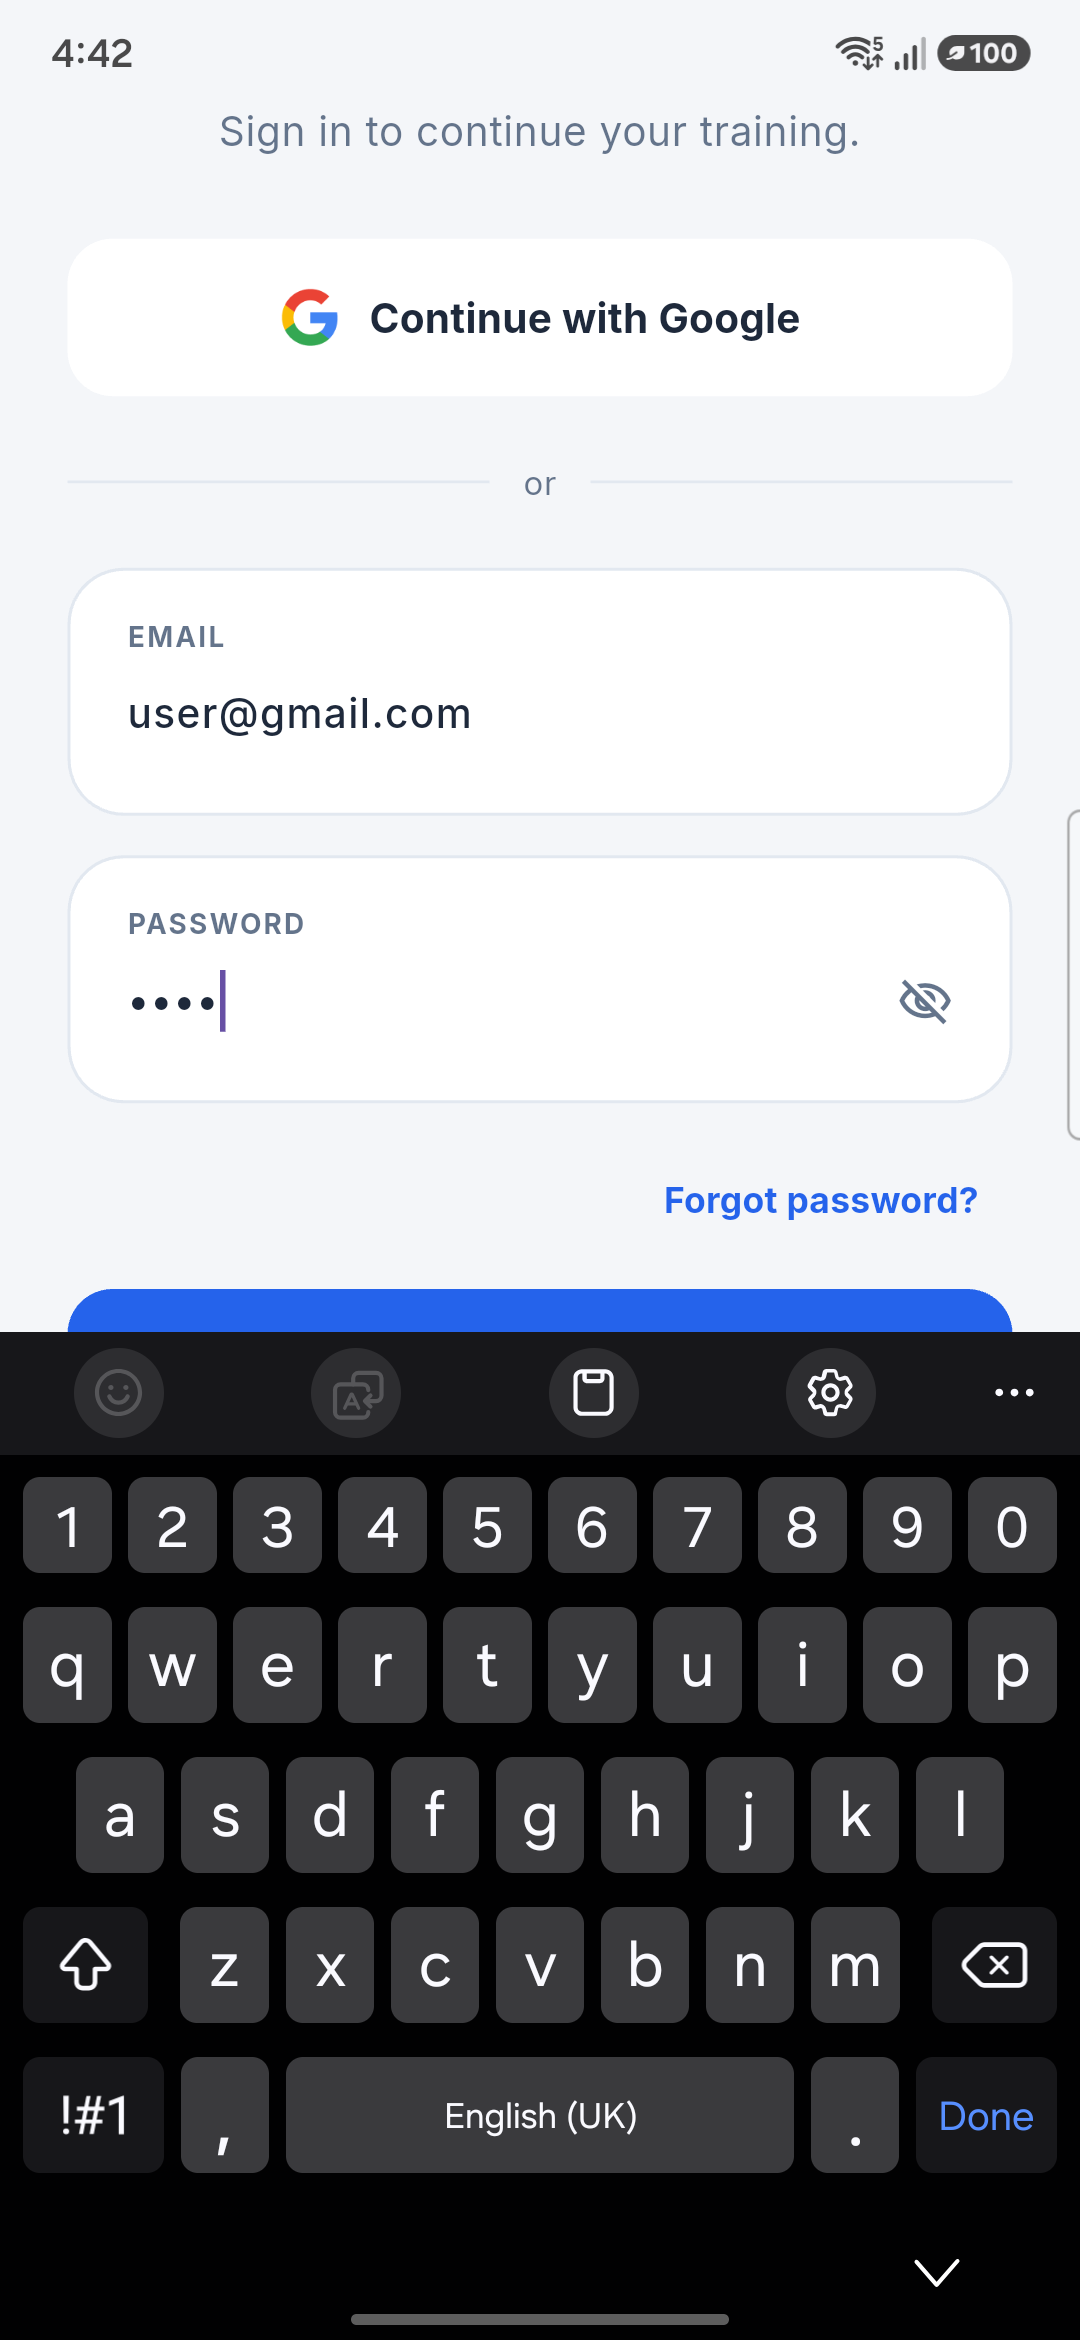 4:42
5
100
Sign in to continue your training.
Continue with Google
or
EMAIL
user@gmail.com
PASSWORD
••••
Forgot password?
A
1 2 3 4 5 6 7 8 9 0
q w e r t y u i o p
a s d f g h j k l
z x c v b n m
!#1 , English (UK) . Done